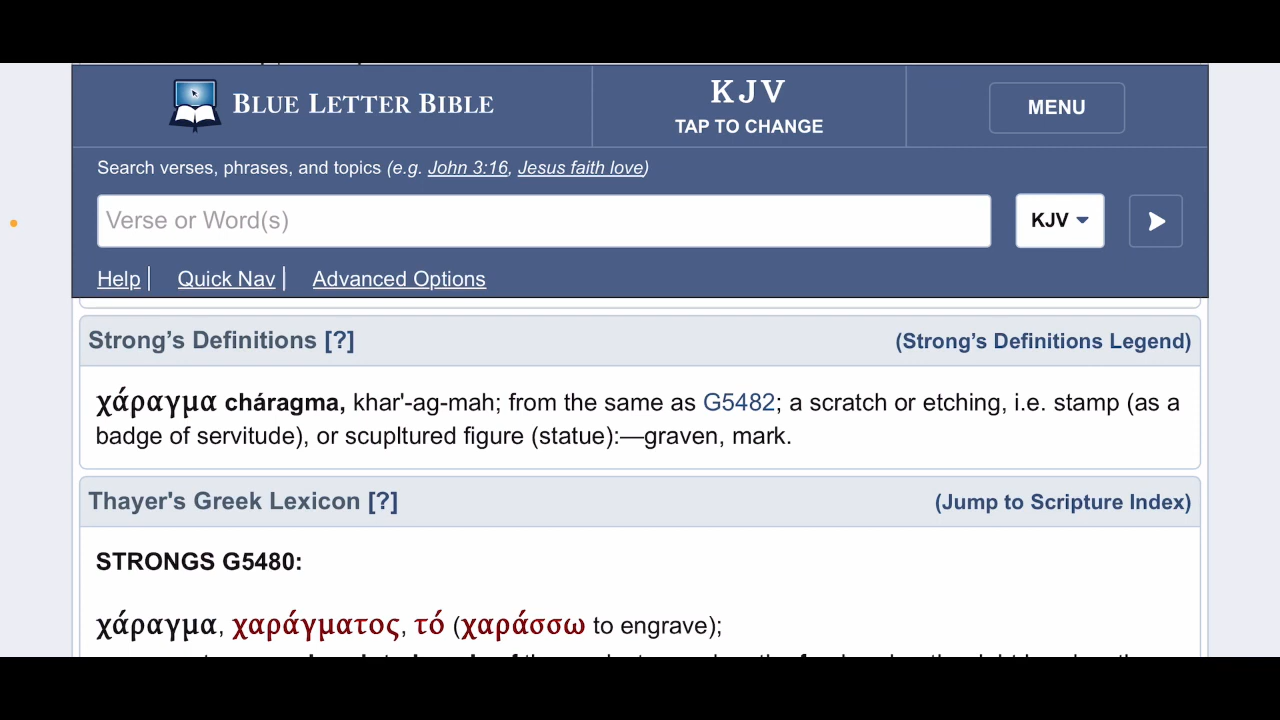 BLUE LETTER BIBLE
KJV
TAP TO CHANGE
MENU
Search verses, phrases, and topics (e.g. John 3:16, Jesus faith love)
Verse or Word(s)
KJV
Help | Quick Nav | Advanced Options
Strong’s Definitions [?]
(Strong’s Definitions Legend)
χάραγμα cháragma, khar'-ag-mah; from the same as G5482; a scratch or etching, i.e. stamp (as a
badge of servitude), or scupltured figure (statue):—graven, mark.
Thayer's Greek Lexicon [?]
(Jump to Scripture Index)
STRONGS G5480:
χάραγμα, χαράγματος, τό (χαράσσω to engrave);